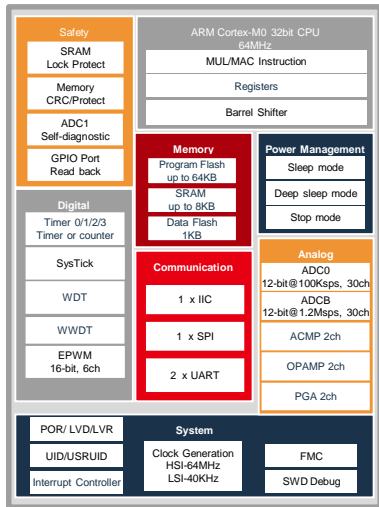 Safety
SRAM
Lock Protect
Memory
CRC/Protect
ADC1
Self-diagnostic
GPIO Port
Read back
ARM Cortex-M0 32bit CPU
64MHz
MUL/MAC Instruction
Registers
Barrel Shifter
Memory
Program Flash
up to 64KB
SRAM
up to 8KB
Data Flash
1KB
Power Management
Sleep mode
Deep sleep mode
Stop mode
Digital
Timer 0/1/2/3
Timer or counter
SysTick
WDT
WWDT
EPWM
16-bit, 6ch
Communication
1 x IIC
1 x SPI
2 x UART
Analog
ADC0
12-bit@100Ksps, 30ch
ADCB
12-bit@1.2Msps, 30ch
ACMP 2ch
OPAMP 2ch
PGA 2ch
System
POR/ LVD/LVR
UID/USRUID
Interrupt Controller
Clock Generation
HSI-64MHz
LSI-40KHz
FMC
SWD Debug